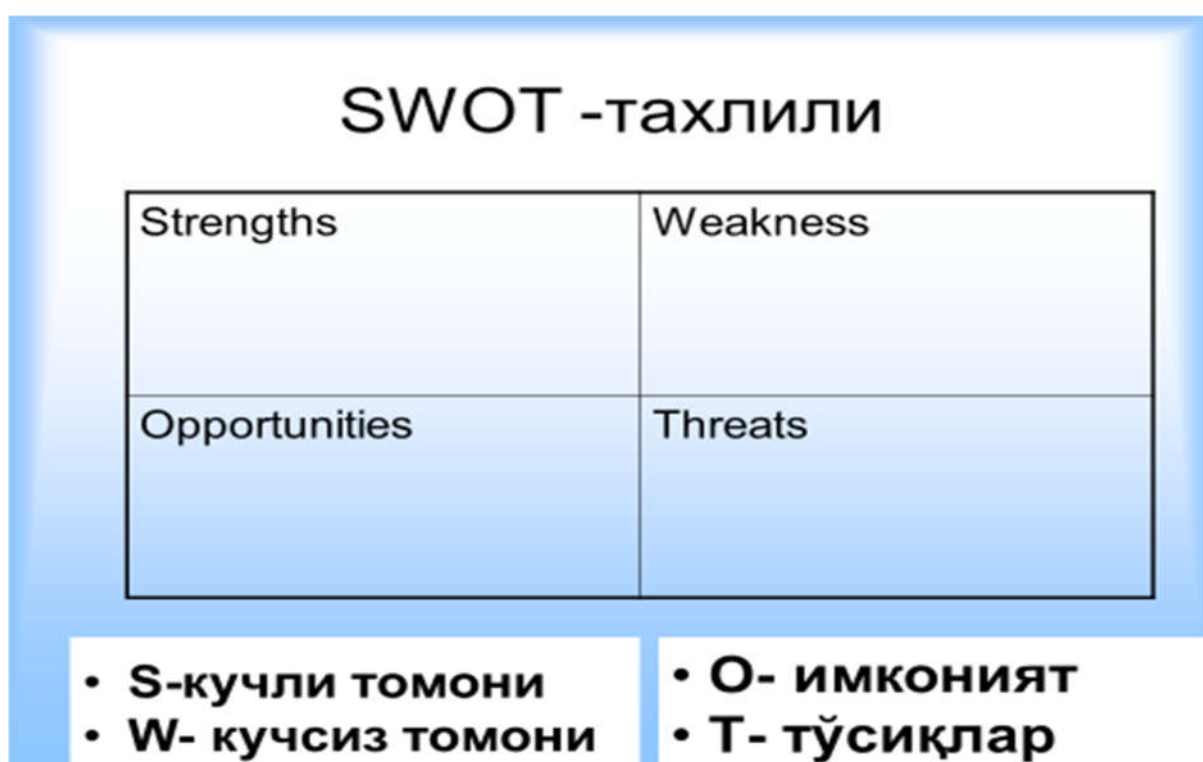 SWOT -тахлили
Strengths
Weakness
Opportunities
Threats
• S-кучли томони
• W- кучсиз томони
• O- имконият
• T- тўсиқлар